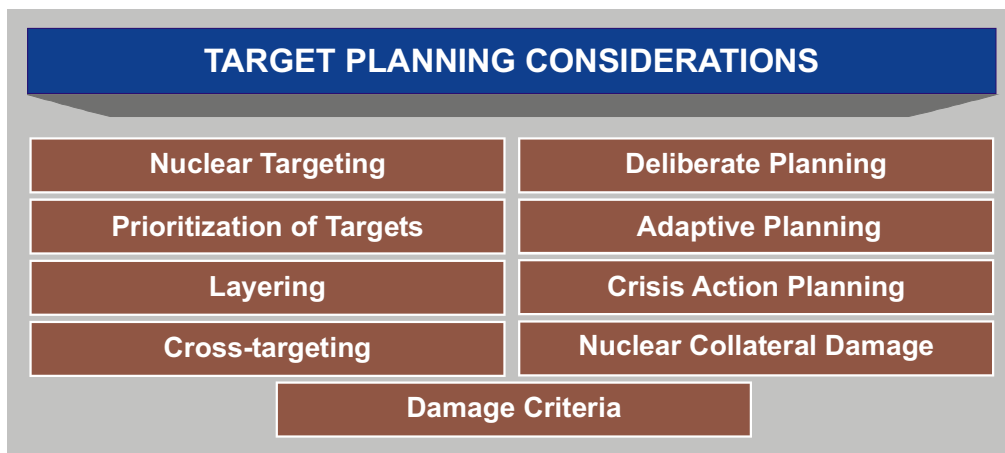 TARGET PLANNING CONSIDERATIONS
Nuclear Targeting
Deliberate Planning
Prioritization of Targets
Adaptive Planning
Layering
Crisis Action Planning
Cross-targeting
Nuclear Collateral Damage
Damage Criteria